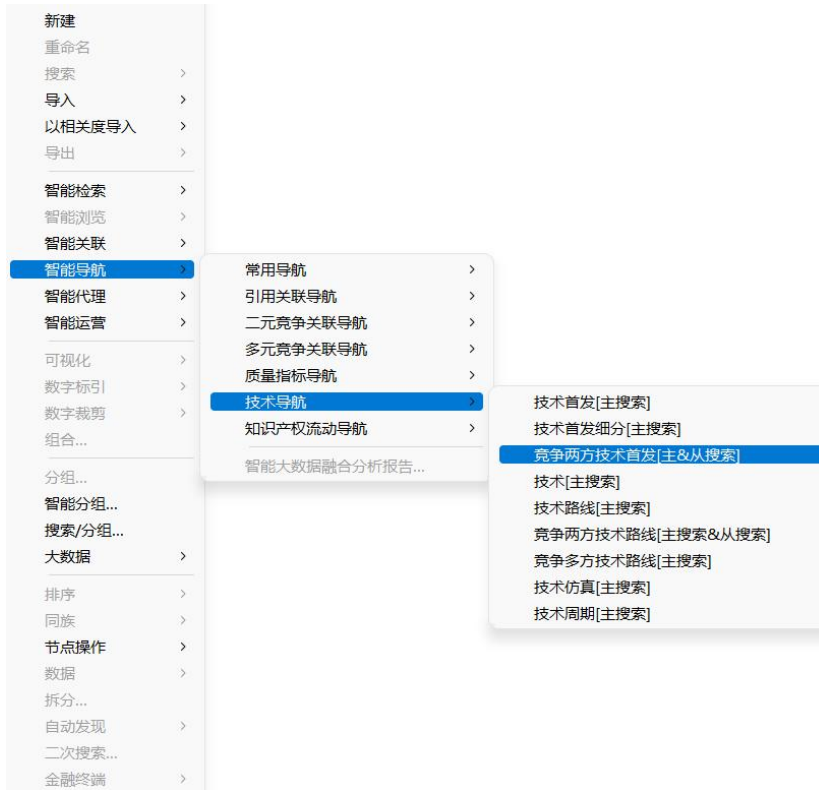 新建
重命名
搜索
导入
以相关度导入
导出
智能检索
智能浏览
智能关联
智能导航
智能代理
智能运营
可视化
数字标引
数字裁剪
组合...
分组...
智能分组...
搜索/分组...
大数据
排序
同族
节点操作
数据
拆分...
自动发现
二次搜索...
金融终端
常用导航
引用关联导航
二元竞争关联导航
多元竞争关联导航
质量指标导航
技术导航
知识产权流动导航
智能大数据融合分析报告...
技术首发[主搜索]
技术首发细分[主搜索]
竞争两方技术首发[主&从搜索]
技术[主搜索]
技术路线[主搜索]
竞争两方技术路线[主搜索&从搜索]
竞争多方技术路线[主搜索]
技术仿真[主搜索]
技术周期[主搜索]